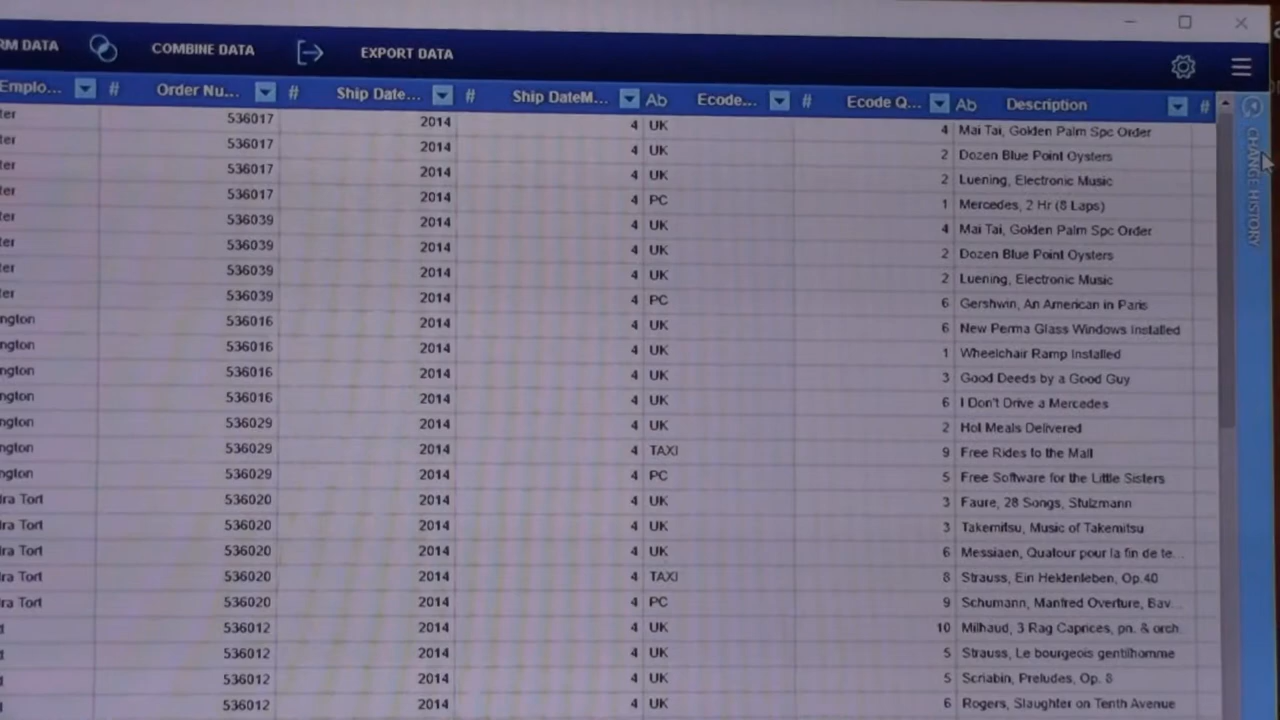 RM DATA COMBINE DATA EXPORT DATA
Emplo... # Order Nu... # Ship Date... # Ship DateM... Ab Ecode... # Ecode Q... Ab Description #
ter 536017 2014 4 UK 4 Mai Tai, Golden Palm Spc Order
ter 536017 2014 4 UK 2 Dozen Blue Point Oysters
ter 536017 2014 4 UK 2 Luening, Electronic Music
ter 536017 2014 4 PC 1 Mercedes, 2 Hr (8 Laps)
ter 536039 2014 4 UK 4 Mai Tai, Golden Palm Spc Order
ter 536039 2014 4 UK 2 Dozen Blue Point Oysters
ter 536039 2014 4 UK 2 Luening, Electronic Music
ter 536039 2014 4 PC 6 Gershwin, An American in Paris
ngton 536016 2014 4 UK 6 New Perma Glass Windows Installed
ngton 536016 2014 4 UK 1 Wheelchair Ramp Installed
ngton 536016 2014 4 UK 3 Good Deeds by a Good Guy
ngton 536016 2014 4 UK 6 I Don't Drive a Mercedes
ngton 536029 2014 4 UK 2 Hot Meals Delivered
ngton 536029 2014 4 TAXI 9 Free Rides to the Mall
ngton 536029 2014 4 PC 5 Free Software for the Little Sisters
ra Tort 536020 2014 4 UK 3 Faure, 28 Songs, Stutzmann
ra Tort 536020 2014 4 UK 3 Takemitsu, Music of Takemitsu
ra Tort 536020 2014 4 UK 6 Messiaen, Quatour pour la fin de te...
ra Tort 536020 2014 4 TAXI 8 Strauss, Ein Heldenleben, Op.40
ra Tort 536020 2014 4 PC 9 Schumann, Manfred Overture, Bav...
536012 2014 4 UK 10 Milhaud, 3 Rag Caprices, pn. & orch.
536012 2014 4 UK 5 Strauss, Le bourgeois gentilhomme
536012 2014 4 UK 5 Scriabin, Preludes, Op. 8
536012 2014 4 UK 6 Rogers, Slaughter on Tenth Avenue
CHANGE HISTORY